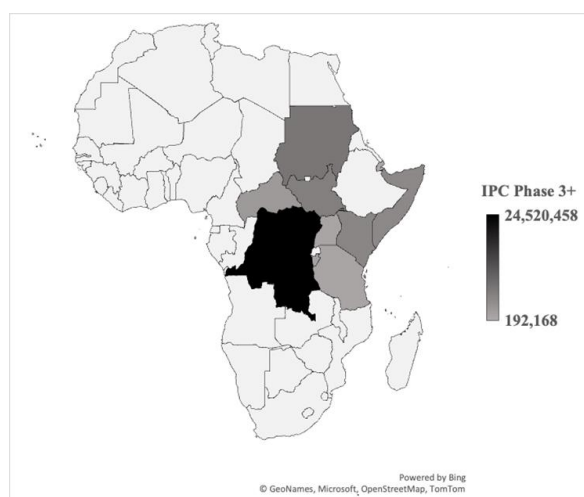 IPC Phase 3+
24,520,458
192,168
Powered by Bing
© GeoNames, Microsoft, OpenStreetMap, TomTom